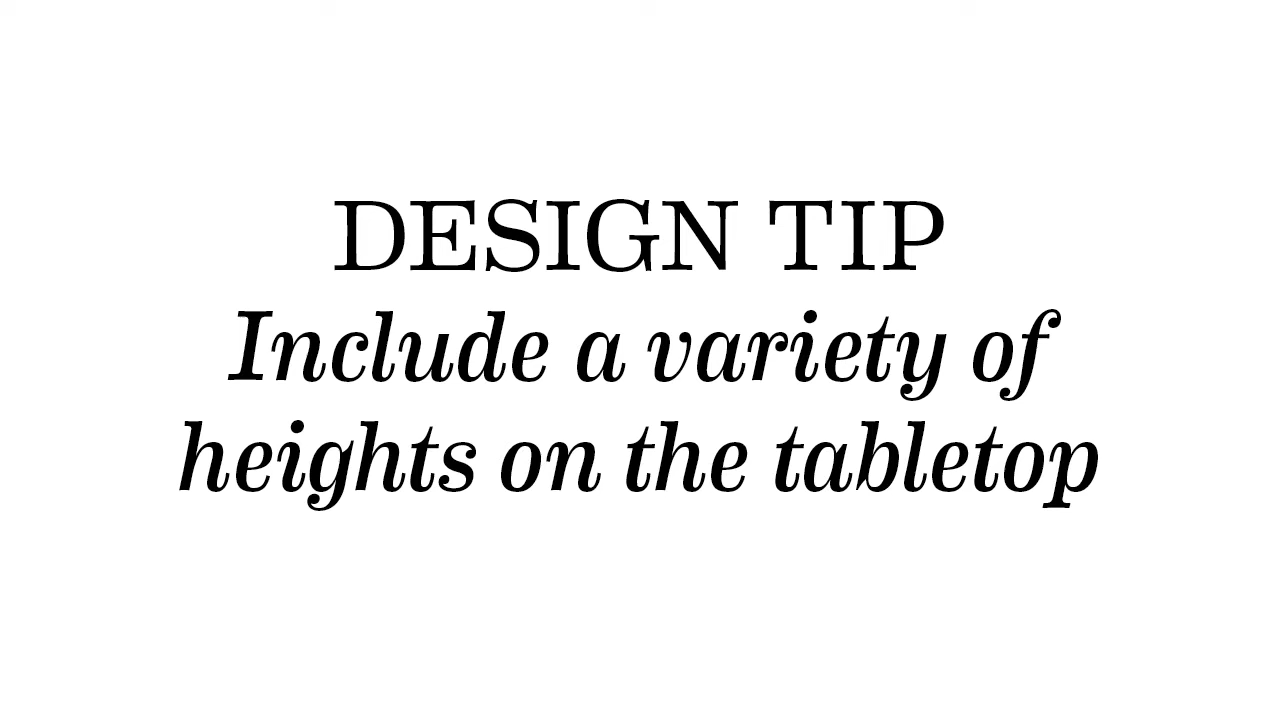 DESIGN TIP
Include a variety of
heights on the tabletop